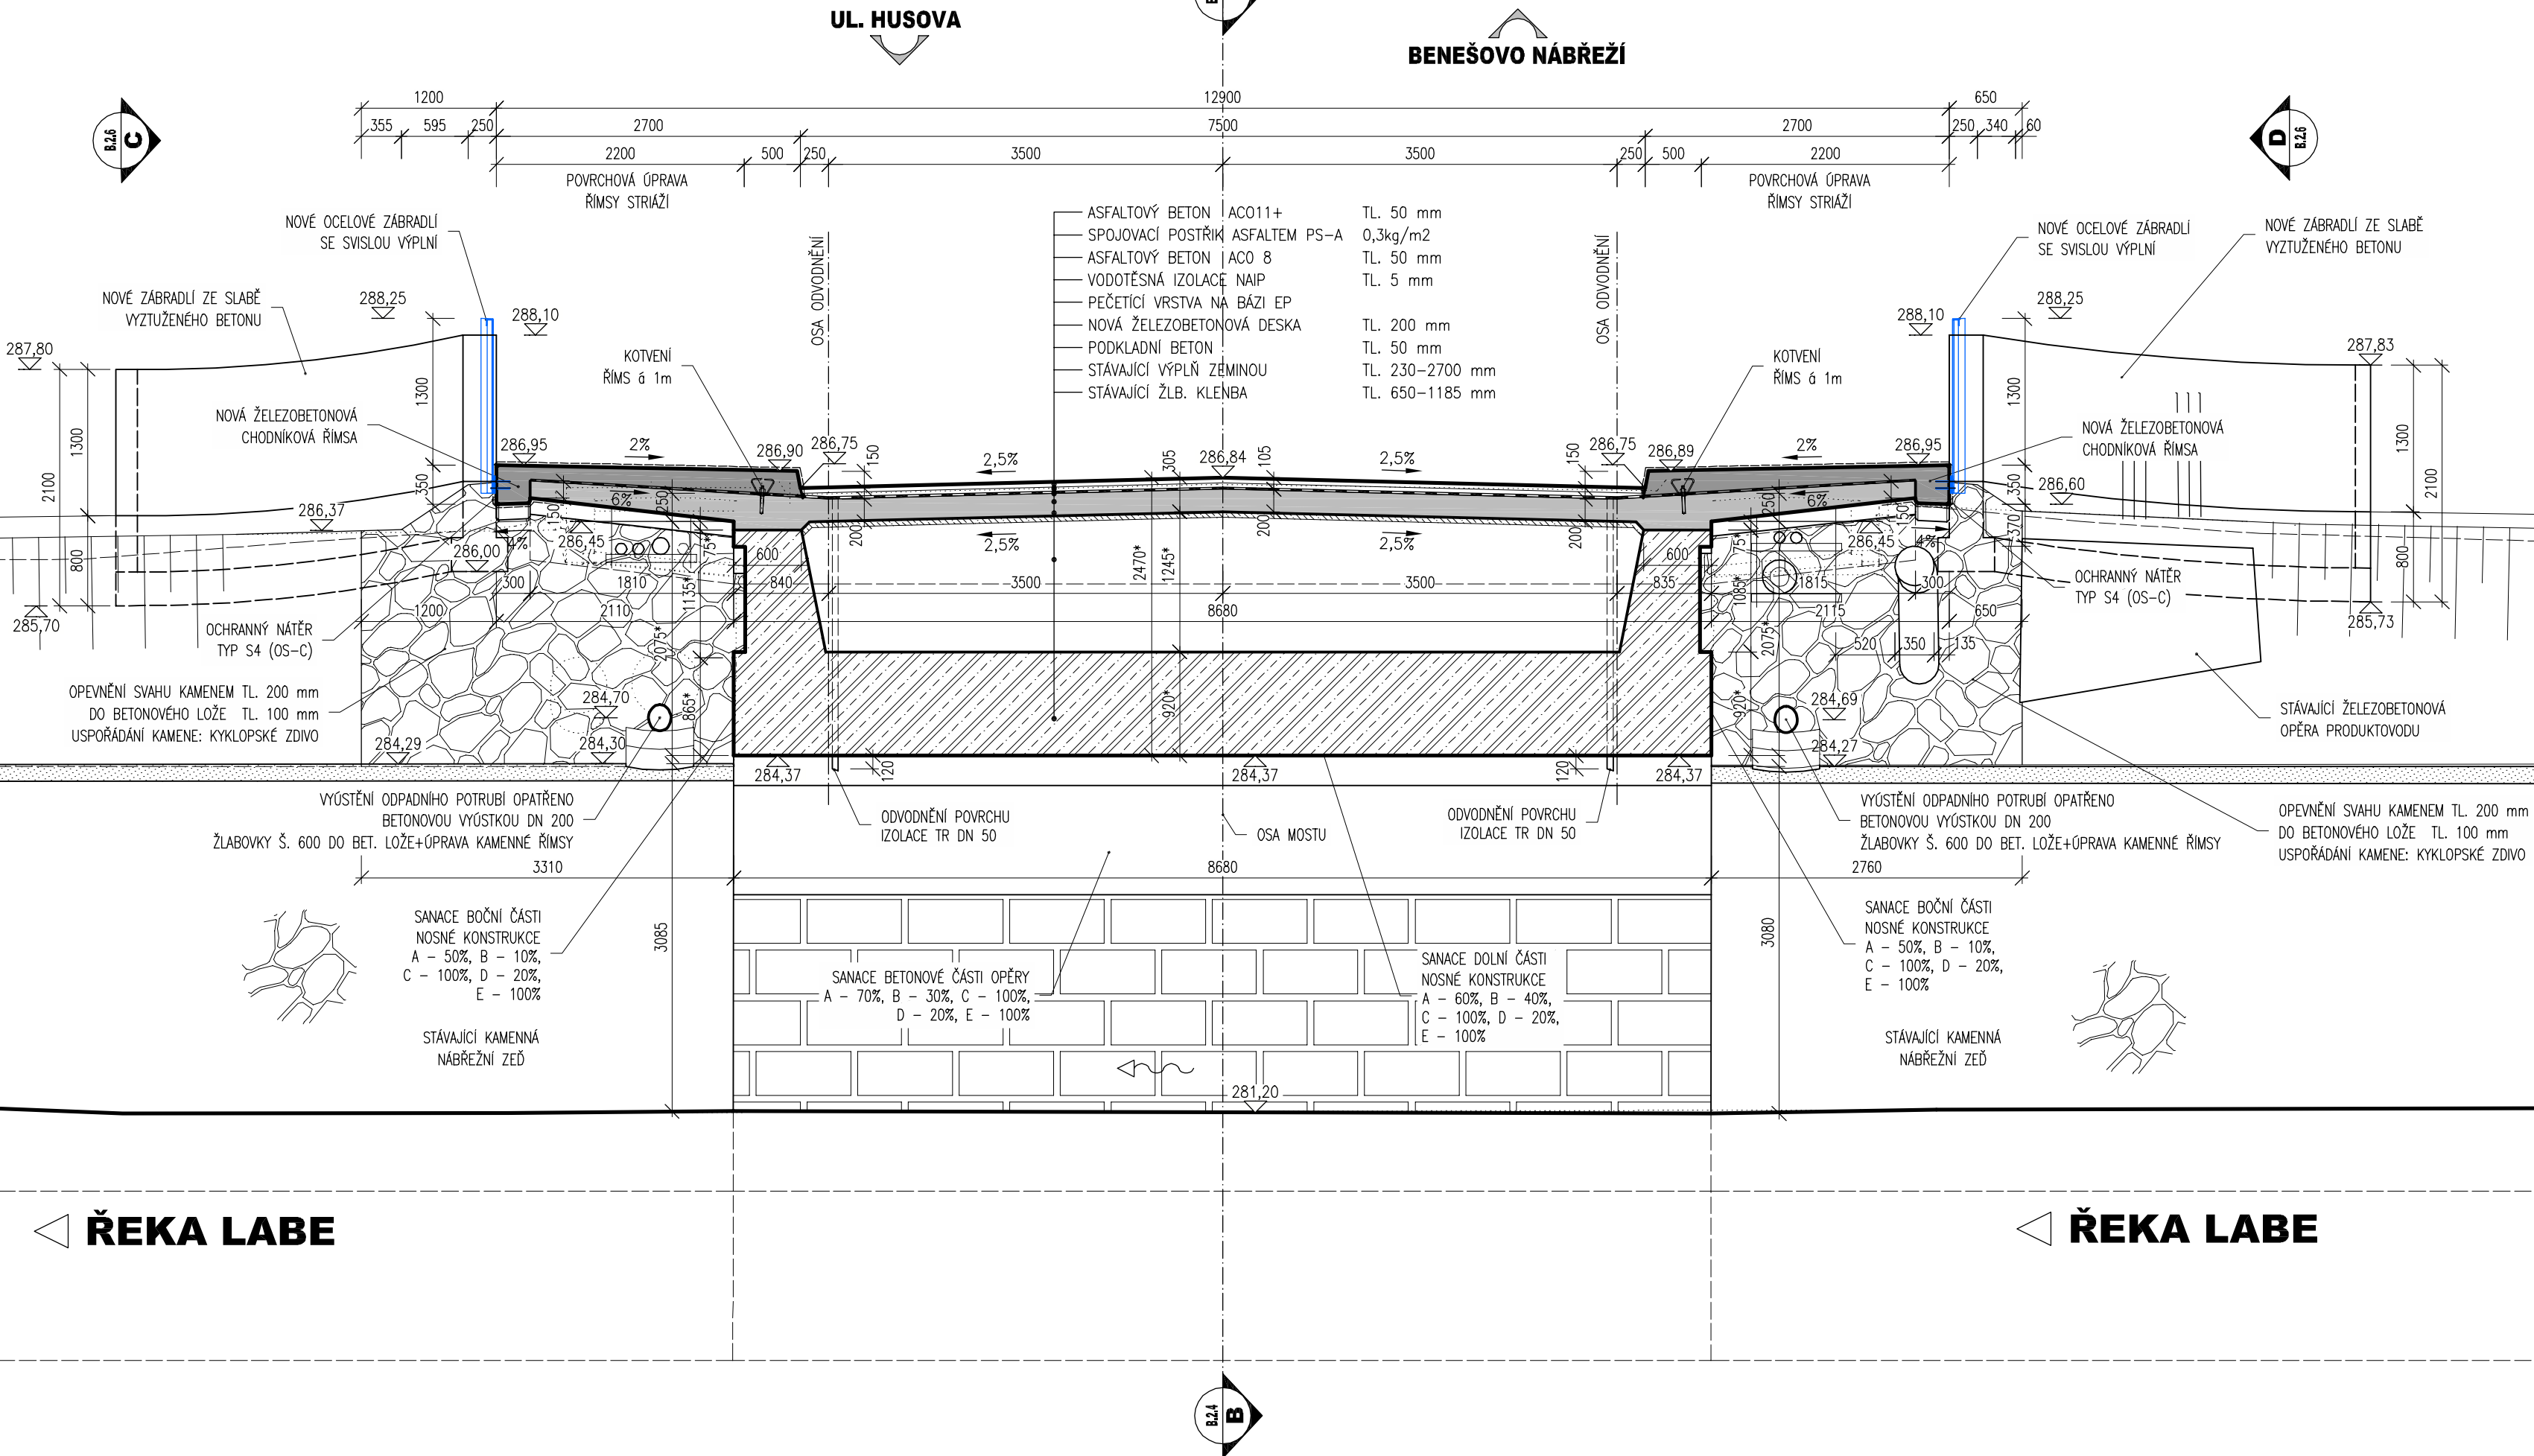 UL. HUSOVA
B
BENEŠOVO NÁBŘEŽÍ
B.2.6
C
D
B.2.6
1200
12900
650
355
595
250
2700
7500
2700
250
340
60
2200
500
250
3500
3500
250
500
2200
POVRCHOVÁ ÚPRAVA
ŘÍMSY STRIÁŽÍ
POVRCHOVÁ ÚPRAVA
ŘÍMSY STRIÁŽÍ
ASFALTOVÝ BETON ACO11+ TL. 50 mm
SPOJOVACÍ POSTŘIK ASFALTEM PS-A 0,3kg/m2
ASFALTOVÝ BETON ACO 8 TL. 50 mm
VODOTĚSNÁ IZOLACE NAIP TL. 5 mm
PEČETÍCÍ VRSTVA NA BÁZI EP
NOVÁ ŽELEZOBETONOVÁ DESKA TL. 200 mm
PODKLADNÍ BETON TL. 50 mm
STÁVAJÍCÍ VÝPLŇ ZEMINOU TL. 230-2700 mm
STÁVAJÍCÍ ŽLB. KLENBA TL. 650-1185 mm
NOVÉ OCELOVÉ ZÁBRADLÍ
SE SVISLOU VÝPLNÍ
OSA ODVODNĚNÍ
OSA ODVODNĚNÍ
NOVÉ OCELOVÉ ZÁBRADLÍ
SE SVISLOU VÝPLNÍ
NOVÉ ZÁBRADLÍ ZE SLABĚ
VYZTUŽENÉHO BETONU
NOVÉ ZÁBRADLÍ ZE SLABĚ
VYZTUŽENÉHO BETONU
288,25
288,10
288,10
288,25
287,80
287,83
KOTVENÍ
ŘÍMS á 1m
KOTVENÍ
ŘÍMS á 1m
NOVÁ ŽELEZOBETONOVÁ
CHODNÍKOVÁ ŘÍMSA
NOVÁ ŽELEZOBETONOVÁ
CHODNÍKOVÁ ŘÍMSA
2100
1300
1300
1300
1300
2100
286,95
2%
286,90
286,75
150
2,5%
305
286,84
105
2,5%
150
286,75
286,89
2%
286,95
350
6%
250
150
250
6%
150
350
286,60
370
286,37
800
286,00
4%
286,45
75*
200
2,5%
200
2,5%
200
75*
286,45
4%
800
600
2470*
1245*
600
300
1810
840
3500
3500
835
1815
300
1135*
1085*
1200
2110
8680
2115
650
285,70
285,73
2075*
2075*
520
350
135
OCHRANNÝ NÁTĚR
TYP S4 (OS-C)
OCHRANNÝ NÁTĚR
TYP S4 (OS-C)
OPEVNĚNÍ SVAHU KAMENEM TL. 200 mm
DO BETONOVÉHO LOŽE TL. 100 mm
USPOŘÁDÁNÍ KAMENE: KYKLOPSKÉ ZDIVO
284,70
865*
920*
920*
284,69
STÁVAJÍCÍ ŽELEZOBETONOVÁ
OPĚRA PRODUKTOVODU
284,29
284,30
284,27
284,37
120
284,37
120
284,37
VYÚSTĚNÍ ODPADNÍHO POTRUBÍ OPATŘENO
BETONOVOU VYÚSTKOU DN 200
ŽLABOVKY Š. 600 DO BET. LOŽE+ÚPRAVA KAMENNÉ ŘÍMSY
ODVODNĚNÍ POVRCHU
IZOLACE TR DN 50
OSA MOSTU
ODVODNĚNÍ POVRCHU
IZOLACE TR DN 50
VYÚSTĚNÍ ODPADNÍHO POTRUBÍ OPATŘENO
BETONOVOU VYÚSTKOU DN 200
ŽLABOVKY Š. 600 DO BET. LOŽE+ÚPRAVA KAMENNÉ ŘÍMSY
OPEVNĚNÍ SVAHU KAMENEM TL. 200 mm
DO BETONOVÉHO LOŽE TL. 100 mm
USPOŘÁDÁNÍ KAMENE: KYKLOPSKÉ ZDIVO
3310
8680
2760
SANACE BOČNÍ ČÁSTI
NOSNÉ KONSTRUKCE
A - 50%, B - 10%,
C - 100%, D - 20%,
E - 100%
3085
SANACE BETONOVÉ ČÁSTI OPĚRY
A - 70%, B - 30%, C - 100%,
D - 20%, E - 100%
SANACE DOLNÍ ČÁSTI
NOSNÉ KONSTRUKCE
A - 60%, B - 40%,
C - 100%, D - 20%,
E - 100%
3080
SANACE BOČNÍ ČÁSTI
NOSNÉ KONSTRUKCE
A - 50%, B - 10%,
C - 100%, D - 20%,
E - 100%
STÁVAJÍCÍ KAMENNÁ
NÁBŘEŽNÍ ZEĎ
STÁVAJÍCÍ KAMENNÁ
NÁBŘEŽNÍ ZEĎ
281,20
ŘEKA LABE
ŘEKA LABE
B.2.4
B